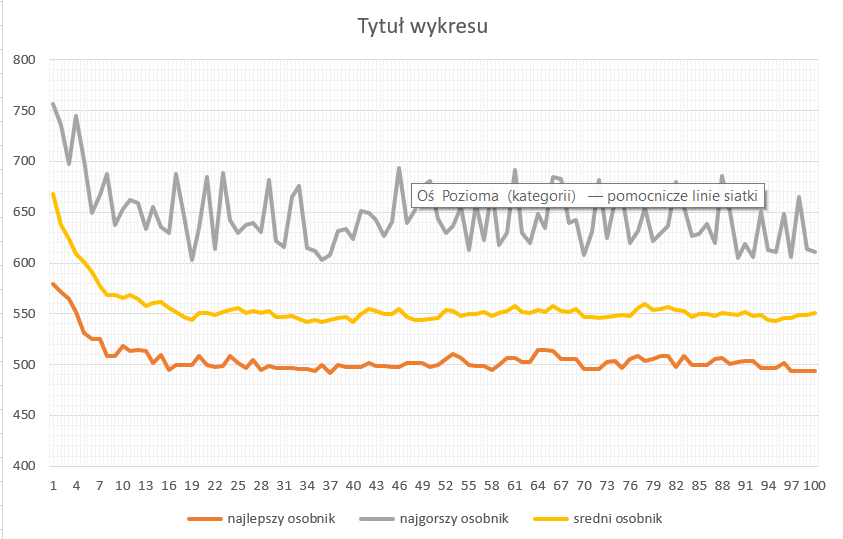 Tytuł wykresu
800
750
700
650
600
550
500
450
400
Oś Pozioma (kategorii) — pomocnicze linie siatki
1 4 7 10 13 16 19 22 25 28 31 34 37 40 43 46 49 52 55 58 61 64 67 70 73 76 79 82 85 88 91 94 97 100
najlepszy osobnik najgorszy osobnik sredni osobnik